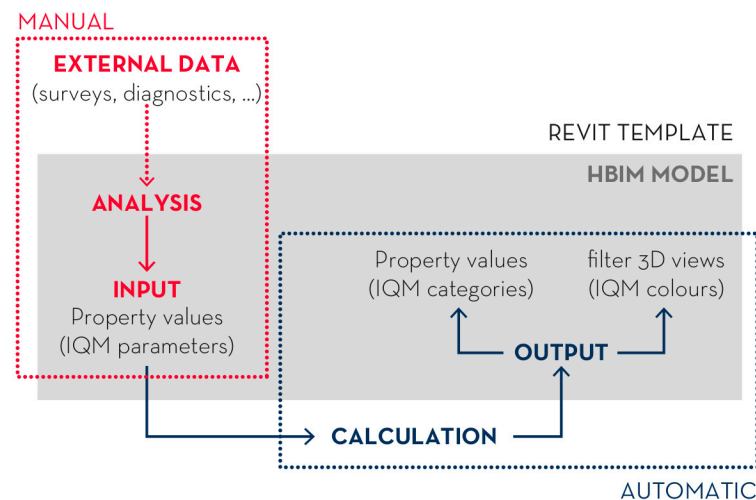 MANUAL
EXTERNAL DATA
(surveys, diagnostics, ...)
REVIT TEMPLATE
HBIM MODEL
ANALYSIS
INPUT
Property values
(IQM parameters)
Property values
(IQM categories)
filter 3D views
(IQM colours)
OUTPUT
CALCULATION
AUTOMATIC